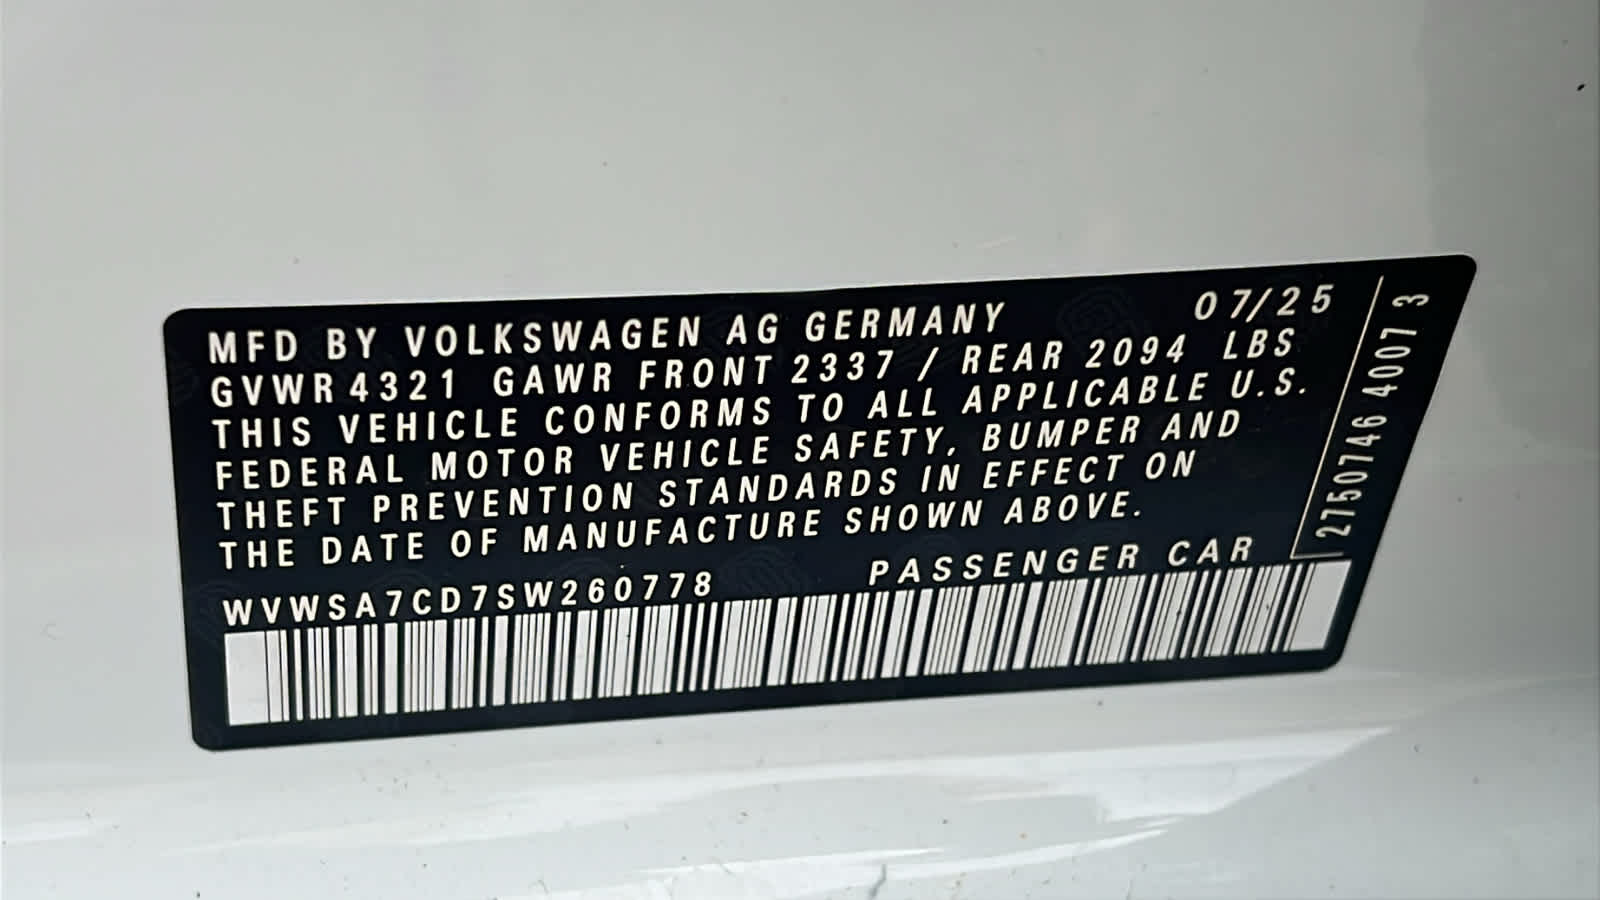 MFD BY VOLKSWAGEN AG GERMANY 07/25
GVWR 4321 GAWR FRONT 2337 / REAR 2094 LBS
THIS VEHICLE CONFORMS TO ALL APPLICABLE U.S.
FEDERAL MOTOR VEHICLE SAFETY, BUMPER AND
THEFT PREVENTION STANDARDS IN EFFECT ON
THE DATE OF MANUFACTURE SHOWN ABOVE.
WVWSA7CD7SW260778 PASSENGER CAR
2750746 4007 3